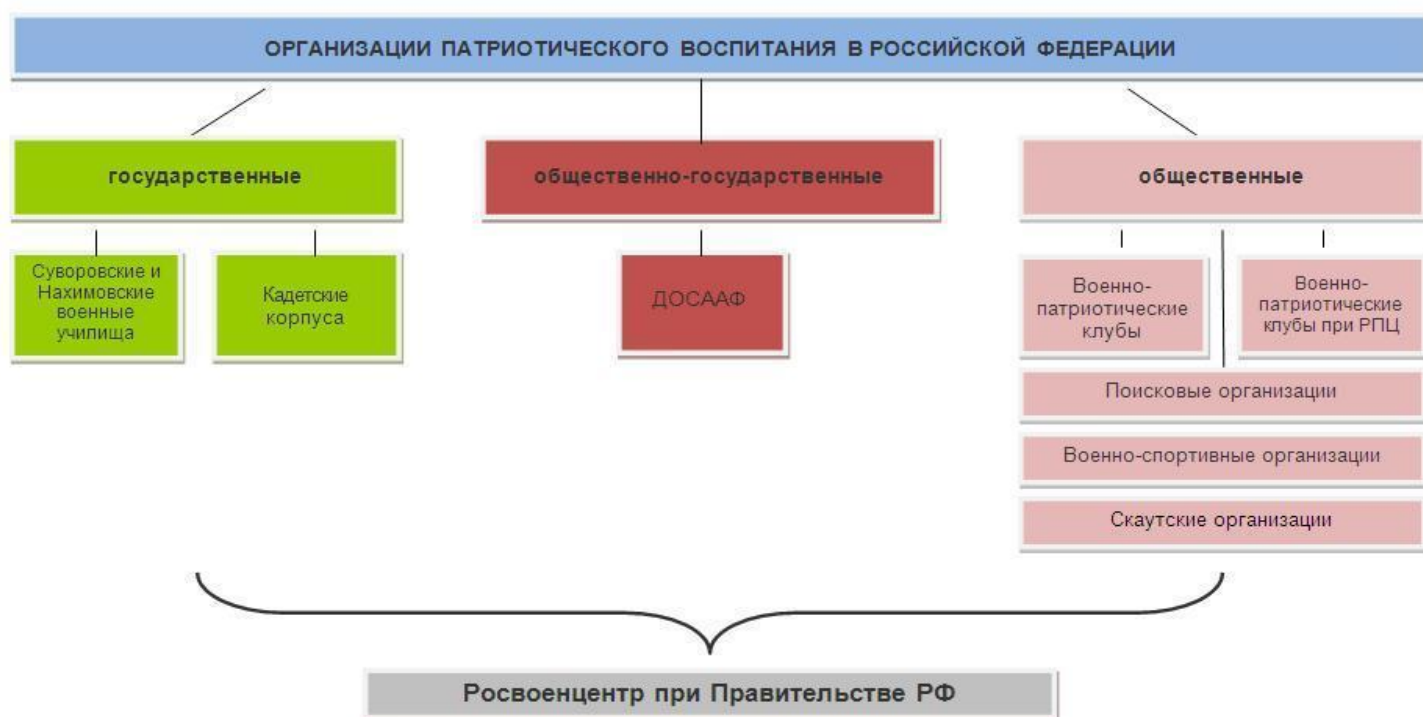 ОРГАНИЗАЦИИ ПАТРИОТИЧЕСКОГО ВОСПИТАНИЯ В РОССИЙСКОЙ ФЕДЕРАЦИИ
государственные
общественно-государственные
общественные
Суворовские и
Нахимовские
военные
училища
Кадетские
корпуса
ДОСААФ
Военно-
патриотические
клубы
Военно-
патриотические
клубы при РПЦ
Поисковые организации
Военно-спортивные организации
Скаутские организации
Росвоенцентр при Правительстве РФ